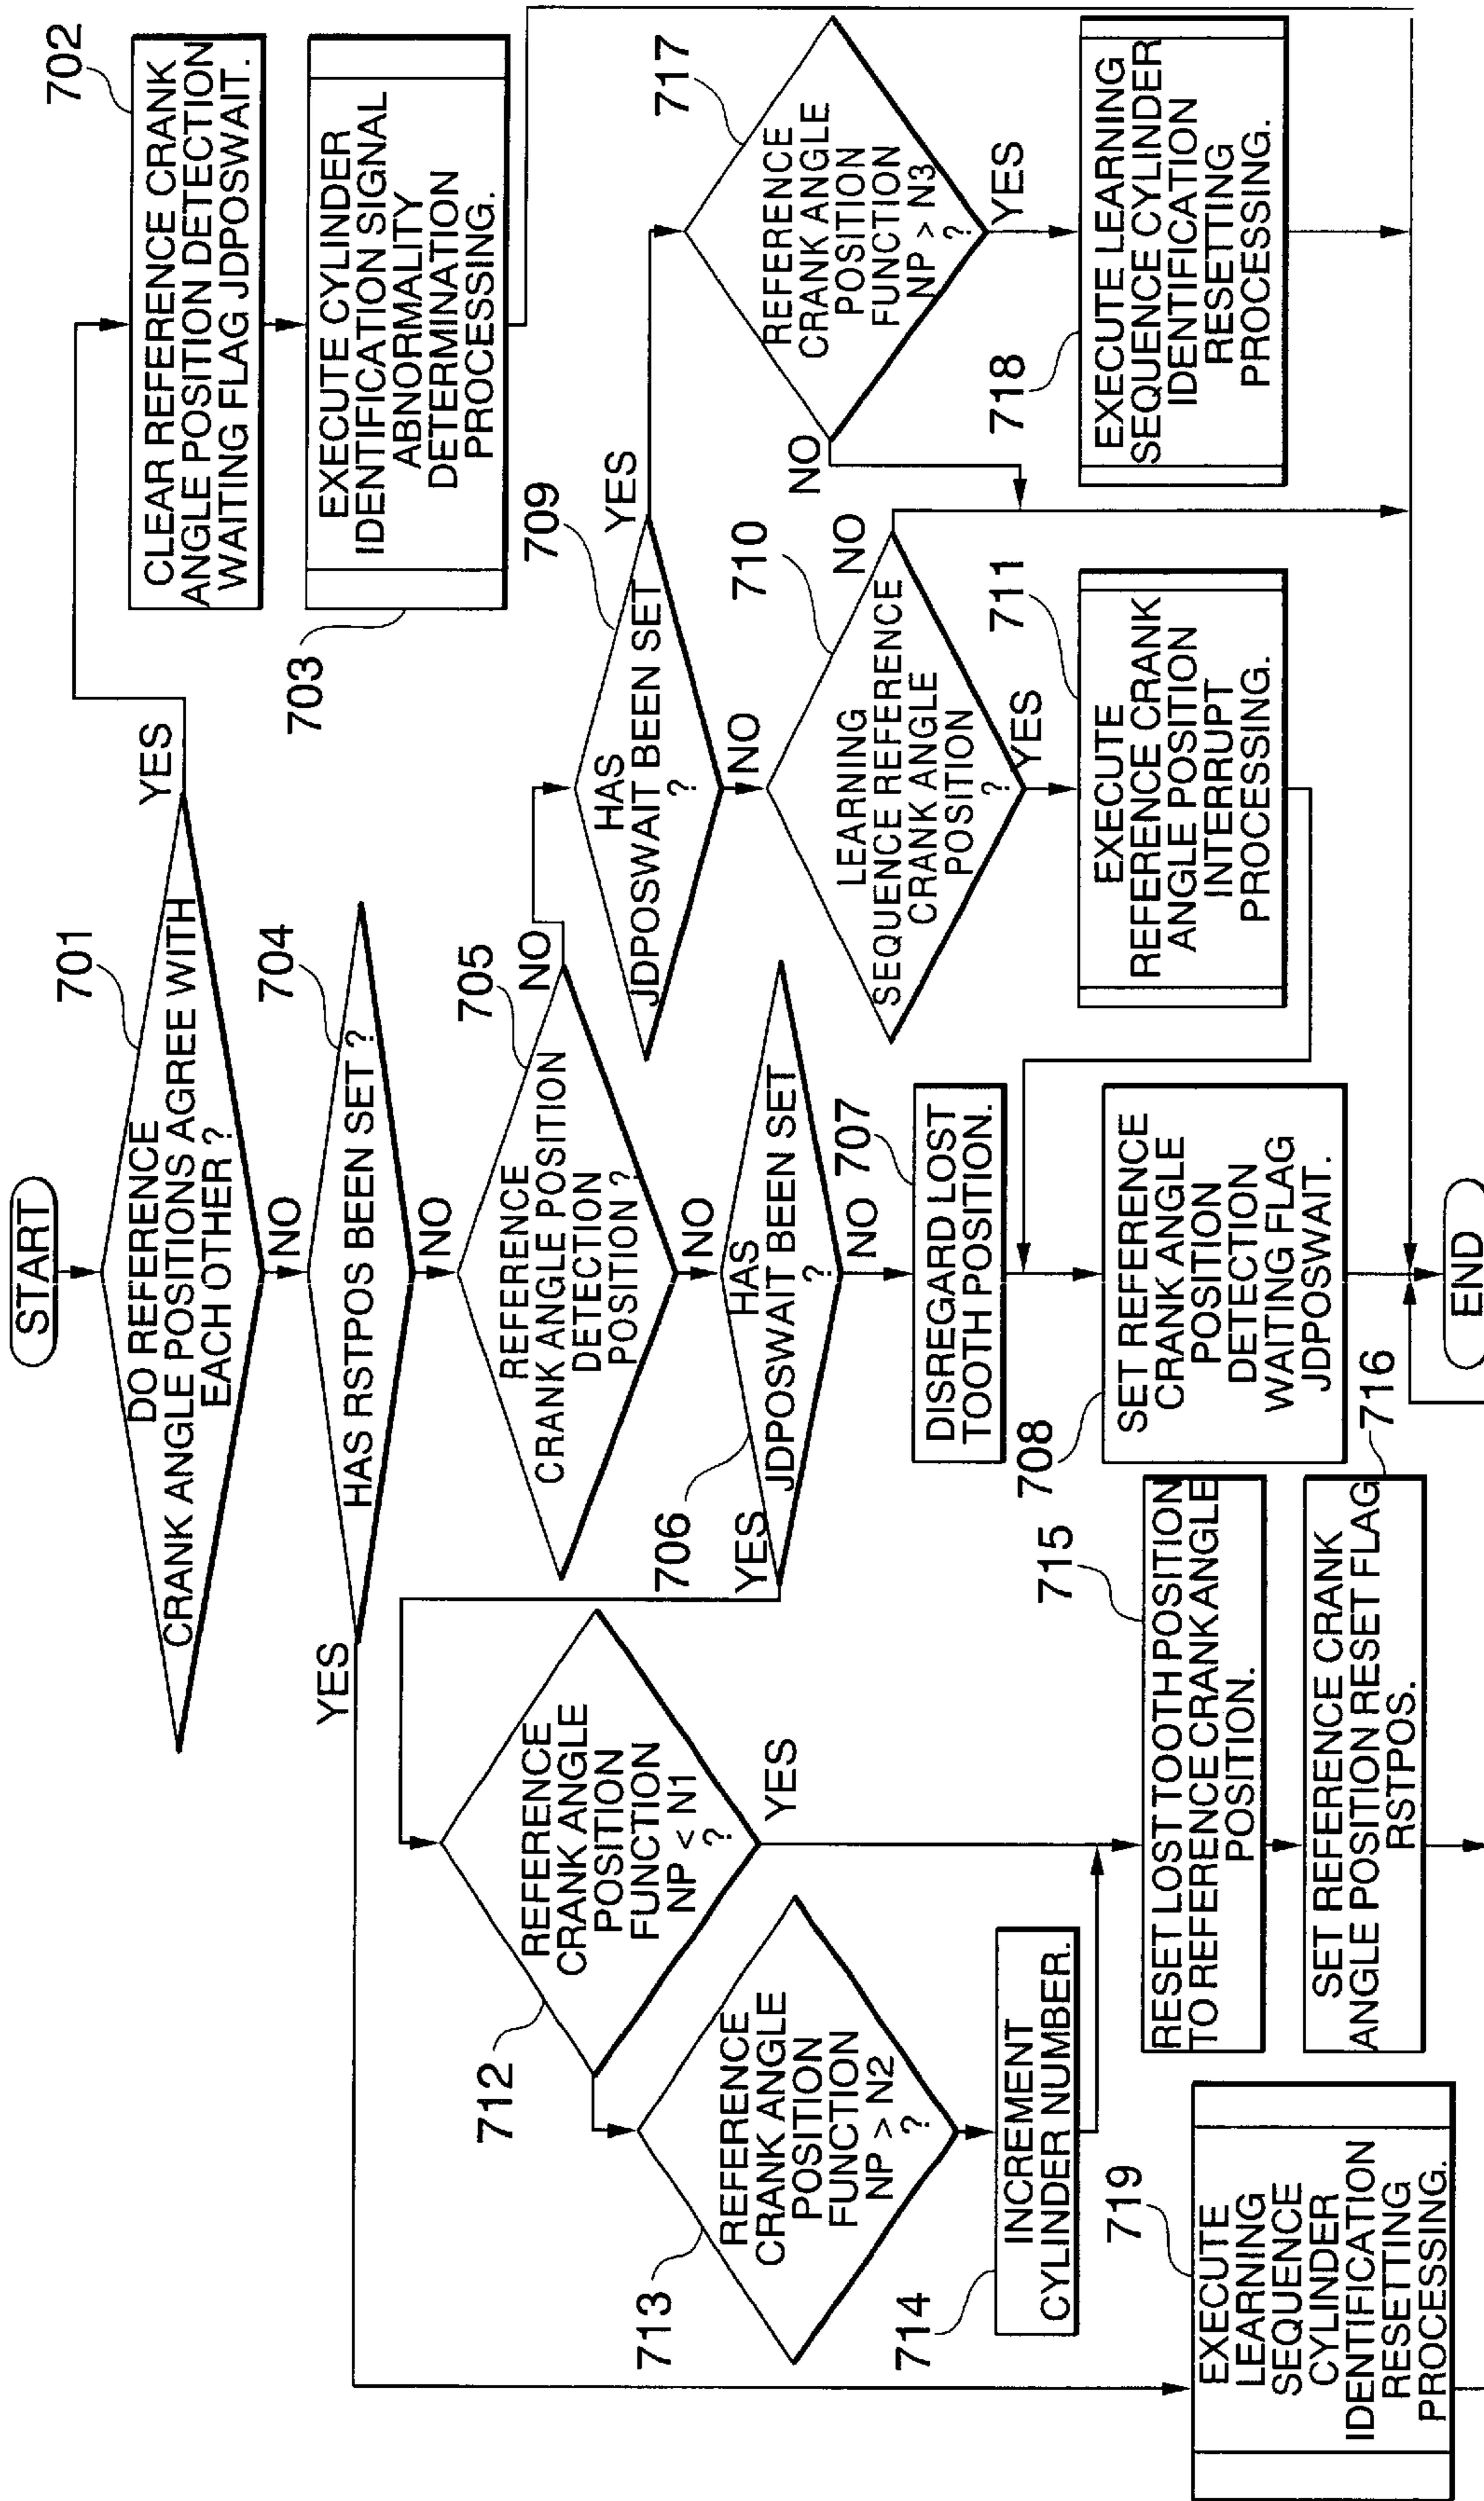 START
701
DO REFERENCE
CRANK ANGLE POSITIONS AGREE WITH
EACH OTHER ?
YES
NO
702
CLEAR REFERENCE CRANK
ANGLE POSITION DETECTION
WAITING FLAG JDPOSWAIT.
703
EXECUTE CYLINDER
IDENTIFICATION SIGNAL
ABNORMALITY
DETERMINATION
PROCESSING.
704
HAS RSTPOS BEEN SET ?
YES
NO
705
REFERENCE
CRANK ANGLE POSITION
DETECTION
POSITION ?
NO
NO
706
HAS
JDPOSWAIT BEEN SET
?
YES
NO
707
DISREGARD LOST
TOOTH POSITION.
708
SET REFERENCE
CRANK ANGLE
POSITION
DETECTION
WAITING FLAG
JDPOSWAIT.
709
HAS
JDPOSWAIT BEEN SET
?
YES
NO
710
LEARNING
SEQUENCE REFERENCE
CRANK ANGLE
POSITION
?
NO
YES
711
EXECUTE
REFERENCE CRANK
ANGLE POSITION
INTERRUPT
PROCESSING.
712
REFERENCE
CRANK ANGLE
POSITION
FUNCTION
NP < N1
?
YES
713
REFERENCE
CRANK ANGLE
POSITION
FUNCTION
NP > N2
?
714
INCREMENT
CYLINDER NUMBER.
715
RESET LOST TOOTH POSITION
TO REFERENCE CRANK ANGLE
POSITION.
716
SET REFERENCE CRANK
ANGLE POSITION RESET FLAG
RSTPOS.
717
REFERENCE
CRANK ANGLE
POSITION
FUNCTION
NP > N3
?
NO
YES
718
EXECUTE LEARNING
SEQUENCE CYLINDER
IDENTIFICATION
RESETTING
PROCESSING.
719
EXECUTE
LEARNING
SEQUENCE
CYLINDER
IDENTIFICATION
RESETTING
PROCESSING.
END